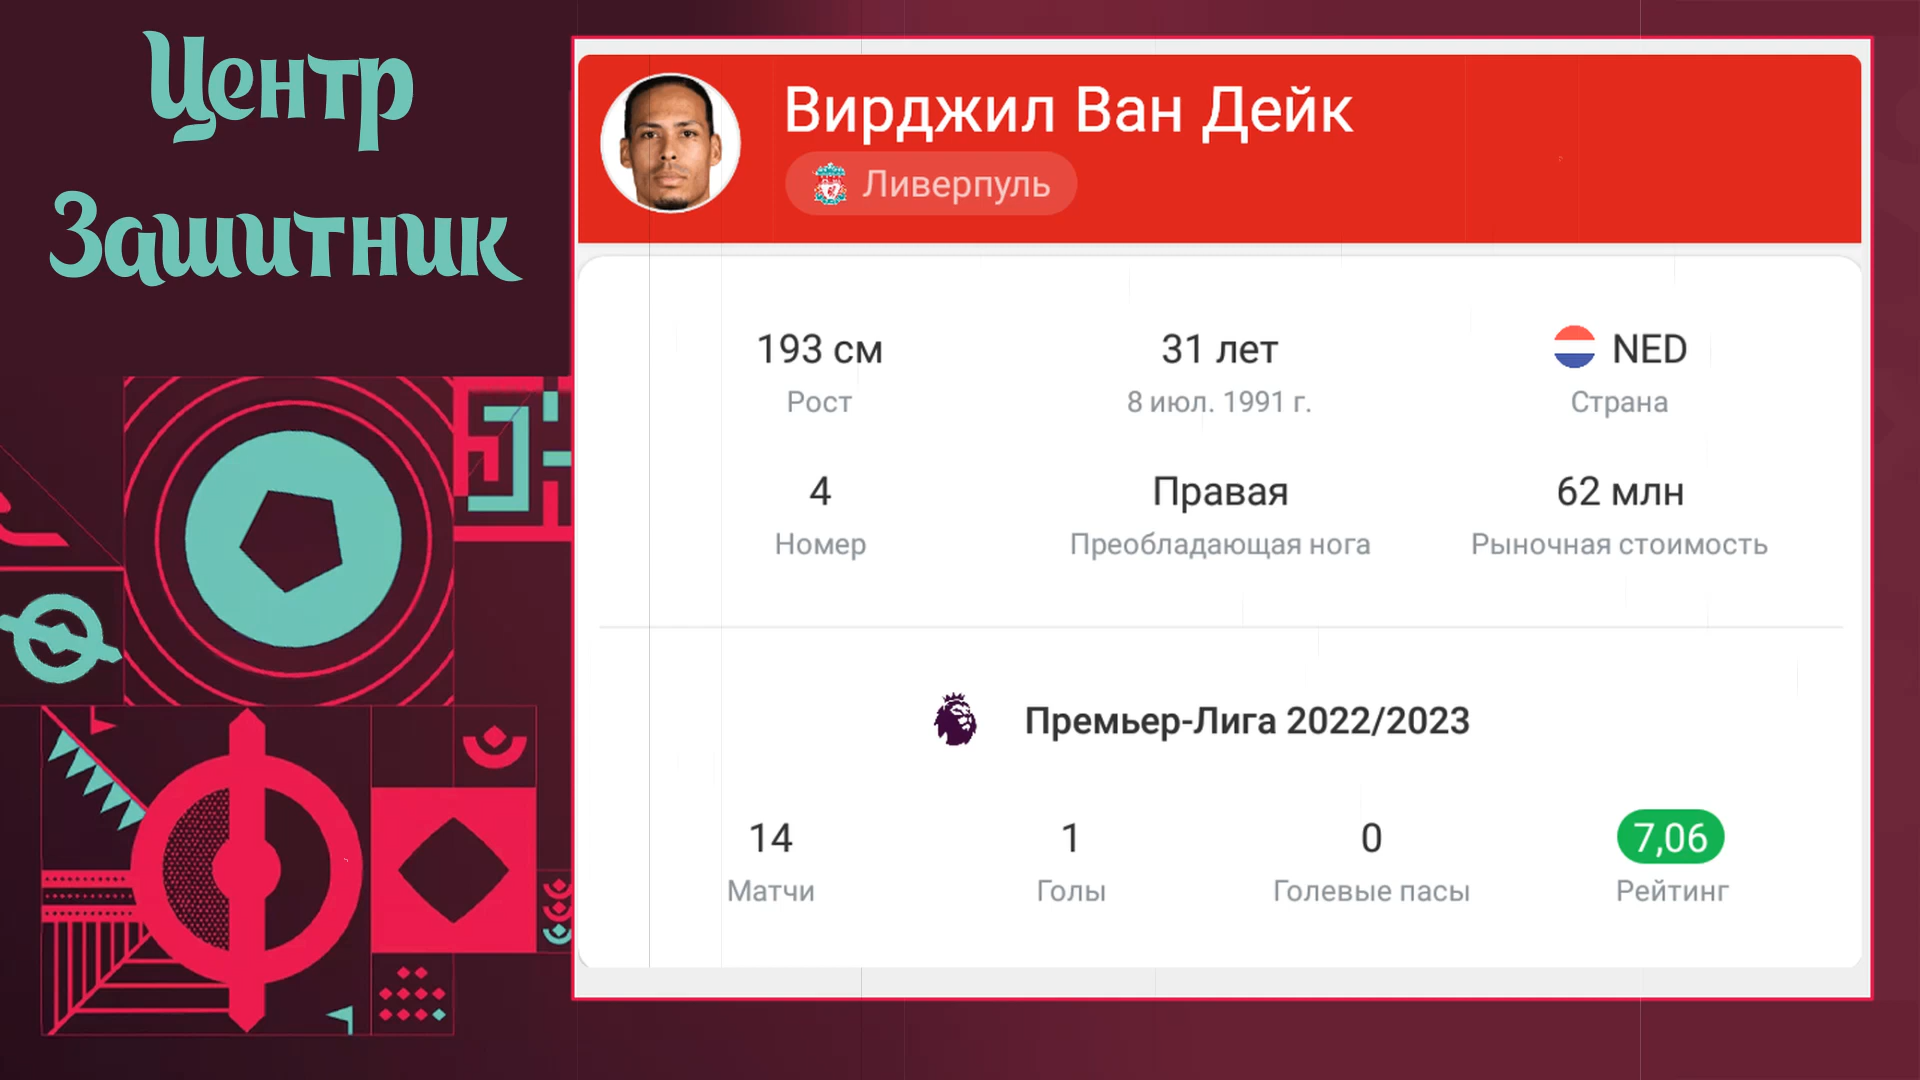 Центр
Зашитник
Вирджил Ван Дейк
Ливерпуль
193 см
Рост
31 лет
8 июл. 1991 г.
NED
Страна
4
Номер
Правая
Преобладающая нога
62 млн
Рыночная стоимость
Премьер-Лига 2022/2023
14
Матчи
1
Голы
0
Голевые пасы
7,06
Рейтинг